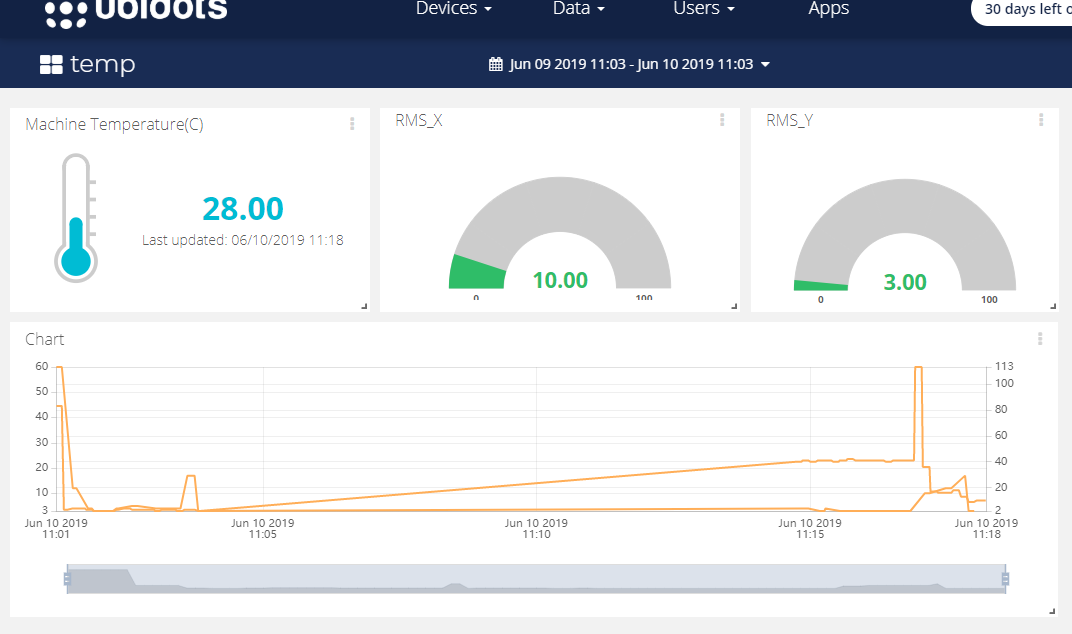 ubidots
Devices
Data
Users
Apps
30 days left o
temp
Jun 09 2019 11:03 - Jun 10 2019 11:03
Machine Temperature(C)
28.00
Last updated: 06/10/2019 11:18
RMS_X
10.00
0
100
RMS_Y
3.00
0
100
Chart
60
50
40
30
20
10
3
113
100
80
60
40
20
2
Jun 10 2019
11:01
Jun 10 2019
11:05
Jun 10 2019
11:10
Jun 10 2019
11:15
Jun 10 2019
11:18